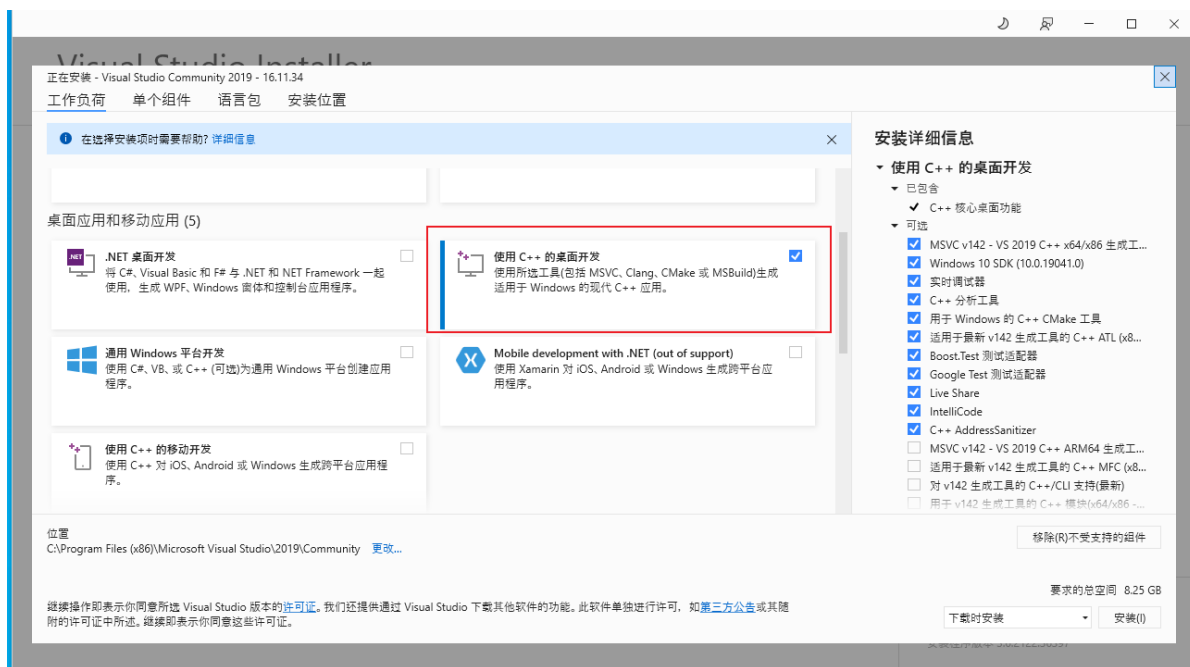 Visual Studio Installer
正在安装 - Visual Studio Community 2019 - 16.11.34
工作负荷 单个组件 语言包 安装位置
在选择安装项时需要帮助? 详细信息
桌面应用和移动应用 (5)
.NET 桌面开发
将 C#、Visual Basic 和 F# 与 .NET 和 NET Framework 一起
使用，生成 WPF、Windows 窗体和控制台应用程序。
使用 C++ 的桌面开发
使用所选工具(包括 MSVC、Clang、CMake 或 MSBuild)生成
适用于 Windows 的现代 C++ 应用。
通用 Windows 平台开发
使用 C#、VB、或 C++ (可选)为通用 Windows 平台创建应用
程序。
Mobile development with .NET (out of support)
使用 Xamarin 对 iOS、Android 或 Windows 生成跨平台应
用程序。
使用 C++ 的移动开发
使用 C++ 对 iOS、Android 或 Windows 生成跨平台应用程
序。
安装详细信息
使用 C++ 的桌面开发
已包含
C++ 核心桌面功能
可选
MSVC v142 - VS 2019 C++ x64/x86 生成工...
Windows 10 SDK (10.0.19041.0)
实时调试器
C++ 分析工具
用于 Windows 的 C++ CMake 工具
适用于最新 v142 生成工具的 C++ ATL (x8...
Boost.Test 测试适配器
Google Test 测试适配器
Live Share
IntelliCode
C++ AddressSanitizer
MSVC v142 - VS 2019 C++ ARM64 生成工...
适用于最新 v142 生成工具的 C++ MFC (x8...
对 v142 生成工具的 C++/CLI 支持(最新)
用于 v142 生成工具的 C++ 模块(x64/x86 -...
位置
C:\Program Files (x86)\Microsoft Visual Studio\2019\Community 更改...
移除(R)不受支持的组件
要求的总空间 8.25 GB
继续操作即表示你同意所选 Visual Studio 版本的许可证。我们还提供通过 Visual Studio 下载其他软件的功能。此软件单独进行许可，如第三方公告或其随
附的许可证中所述。继续即表示你同意这些许可证。
下载时安装 安装(I)